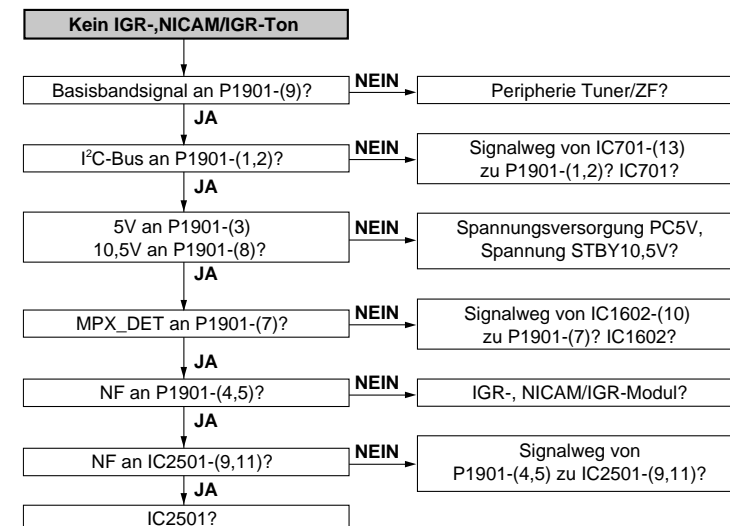 Kein IGR-,NICAM/IGR-Ton
Basisbandsignal an P1901-(9)?
NEIN
Peripherie Tuner/ZF?
JA
I²C-Bus an P1901-(1,2)?
NEIN
Signalweg von IC701-(13)
zu P1901-(1,2)? IC701?
JA
5V an P1901-(3)
10,5V an P1901-(8)?
NEIN
Spannungsversorgung PC5V,
Spannung STBY10,5V?
JA
MPX_DET an P1901-(7)?
NEIN
Signalweg von IC1602-(10)
zu P1901-(7)? IC1602?
JA
NF an P1901-(4,5)?
NEIN
IGR-, NICAM/IGR-Modul?
JA
NF an IC2501-(9,11)?
NEIN
Signalweg von
P1901-(4,5) zu IC2501-(9,11)?
JA
IC2501?